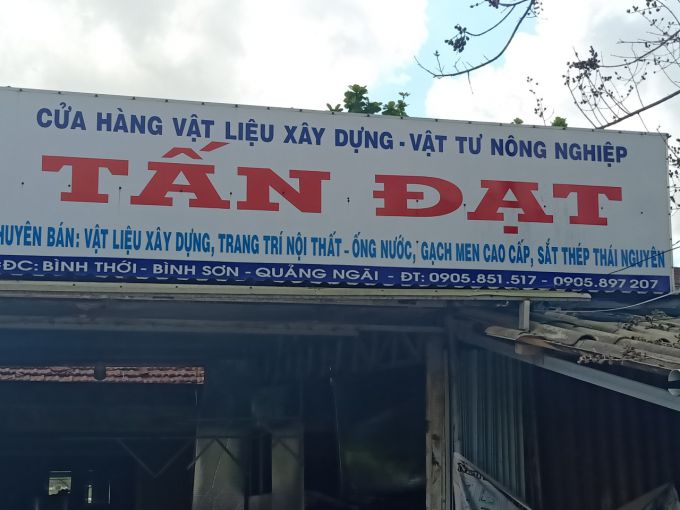 CỬA HÀNG VẬT LIỆU XÂY DỰNG - VẬT TƯ NÔNG NGHIỆP
TẤN ĐẠT
HUYÊN BÁN: VẬT LIỆU XÂY DỰNG, TRANG TRÍ NỘI THẤT - ỐNG NƯỚC, GẠCH MEN CAO CẤP, SẮT THÉP THÁI NGUYÊN
ĐC: BÌNH THỚI - BÌNH SƠN - QUẢNG NGÃI - ĐT: 0905.851.517 - 0905.897.207